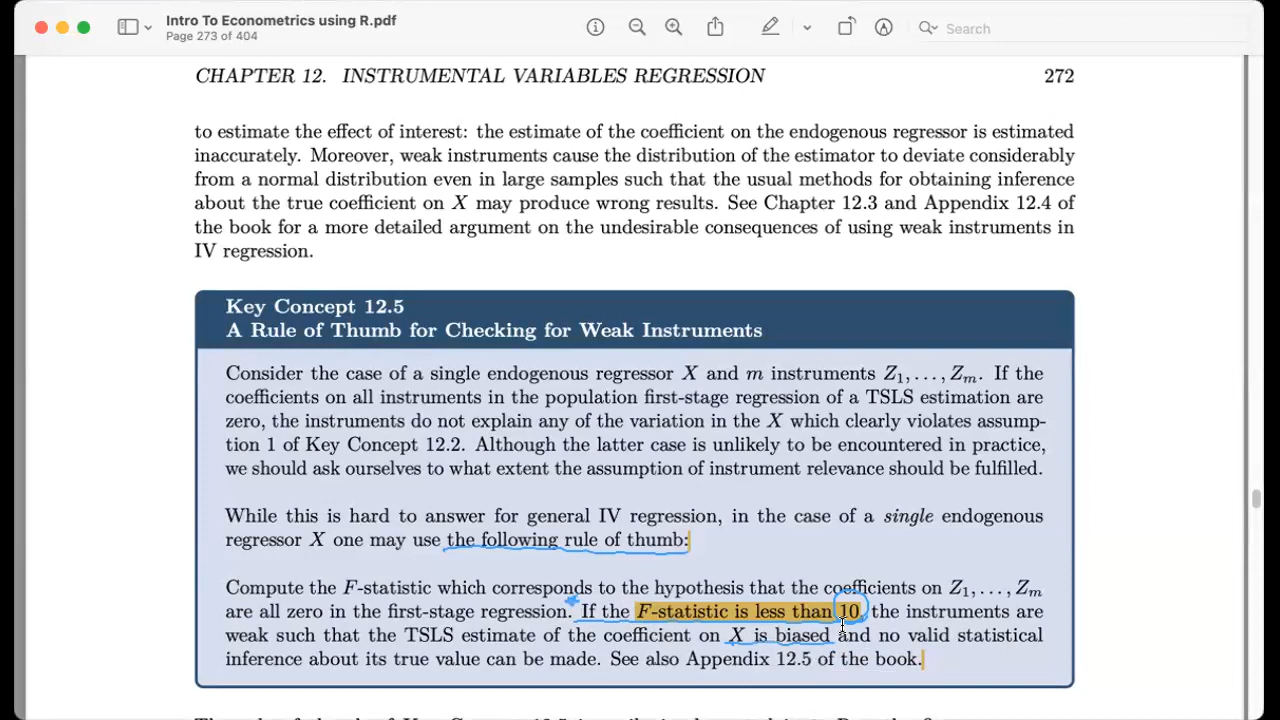 Intro To Econometrics using R.pdf
Page 273 of 404
Search
CHAPTER 12. INSTRUMENTAL VARIABLES REGRESSION 272
to estimate the effect of interest: the estimate of the coefficient on the endogenous regressor is estimated
inaccurately. Moreover, weak instruments cause the distribution of the estimator to deviate considerably
from a normal distribution even in large samples such that the usual methods for obtaining inference
about the true coefficient on X may produce wrong results. See Chapter 12.3 and Appendix 12.4 of
the book for a more detailed argument on the undesirable consequences of using weak instruments in
IV regression.
Key Concept 12.5
A Rule of Thumb for Checking for Weak Instruments
Consider the case of a single endogenous regressor X and m instruments Z₁, . . . , Zₘ. If the
coefficients on all instruments in the population first-stage regression of a TSLS estimation are
zero, the instruments do not explain any of the variation in the X which clearly violates assump-
tion 1 of Key Concept 12.2. Although the latter case is unlikely to be encountered in practice,
we should ask ourselves to what extent the assumption of instrument relevance should be fulfilled.
While this is hard to answer for general IV regression, in the case of a single endogenous
regressor X one may use the following rule of thumb:
Compute the F-statistic which corresponds to the hypothesis that the coefficients on Z₁, . . . , Zₘ
are all zero in the first-stage regression. If the F-statistic is less than 10, the instruments are
weak such that the TSLS estimate of the coefficient on X is biased and no valid statistical
inference about its true value can be made. See also Appendix 12.5 of the book.